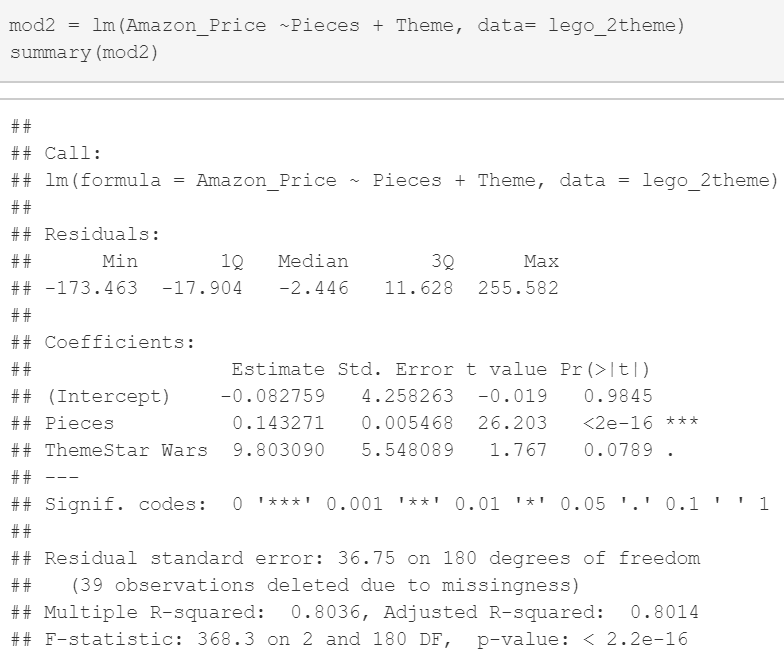 mod2 = lm(Amazon_Price ~Pieces + Theme, data= lego_2theme)
summary(mod2)
##
## Call:
## lm(formula = Amazon_Price ~ Pieces + Theme, data = lego_2theme)
##
## Residuals:
##      Min       1Q   Median       3Q      Max
## -173.463  -17.904   -2.446   11.628  255.582
##
## Coefficients:
##                 Estimate Std. Error t value Pr(>|t|)
## (Intercept)    -0.082759   4.258263  -0.019   0.9845
## Pieces          0.143271   0.005468  26.203   <2e-16 ***
## ThemeStar Wars  9.803090   5.548089   1.767   0.0789 .
## ---
## Signif. codes:  0 '***' 0.001 '**' 0.01 '*' 0.05 '.' 0.1 ' ' 1
##
## Residual standard error: 36.75 on 180 degrees of freedom
##   (39 observations deleted due to missingness)
## Multiple R-squared:  0.8036, Adjusted R-squared:  0.8014
## F-statistic: 368.3 on 2 and 180 DF,  p-value: < 2.2e-16